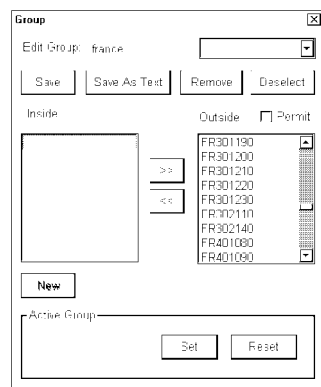 Group
Edit Group: france
Save Save As Text Remove Deselect
Inside Outside Permit
FR301190
FR301200
>> FR301210
FR301220
<< FR301230
FR302110
FR302140
FR401080
FR401090
New
Active Group
Set Reset